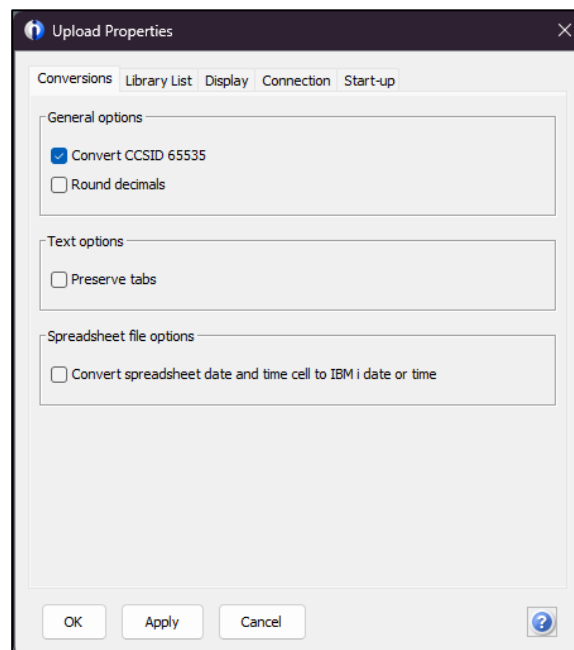 Upload Properties
Conversions Library List Display Connection Start-up
General options
Convert CCSID 65535
Round decimals
Text options
Preserve tabs
Spreadsheet file options
Convert spreadsheet date and time cell to IBM i date or time
OK Apply Cancel ?